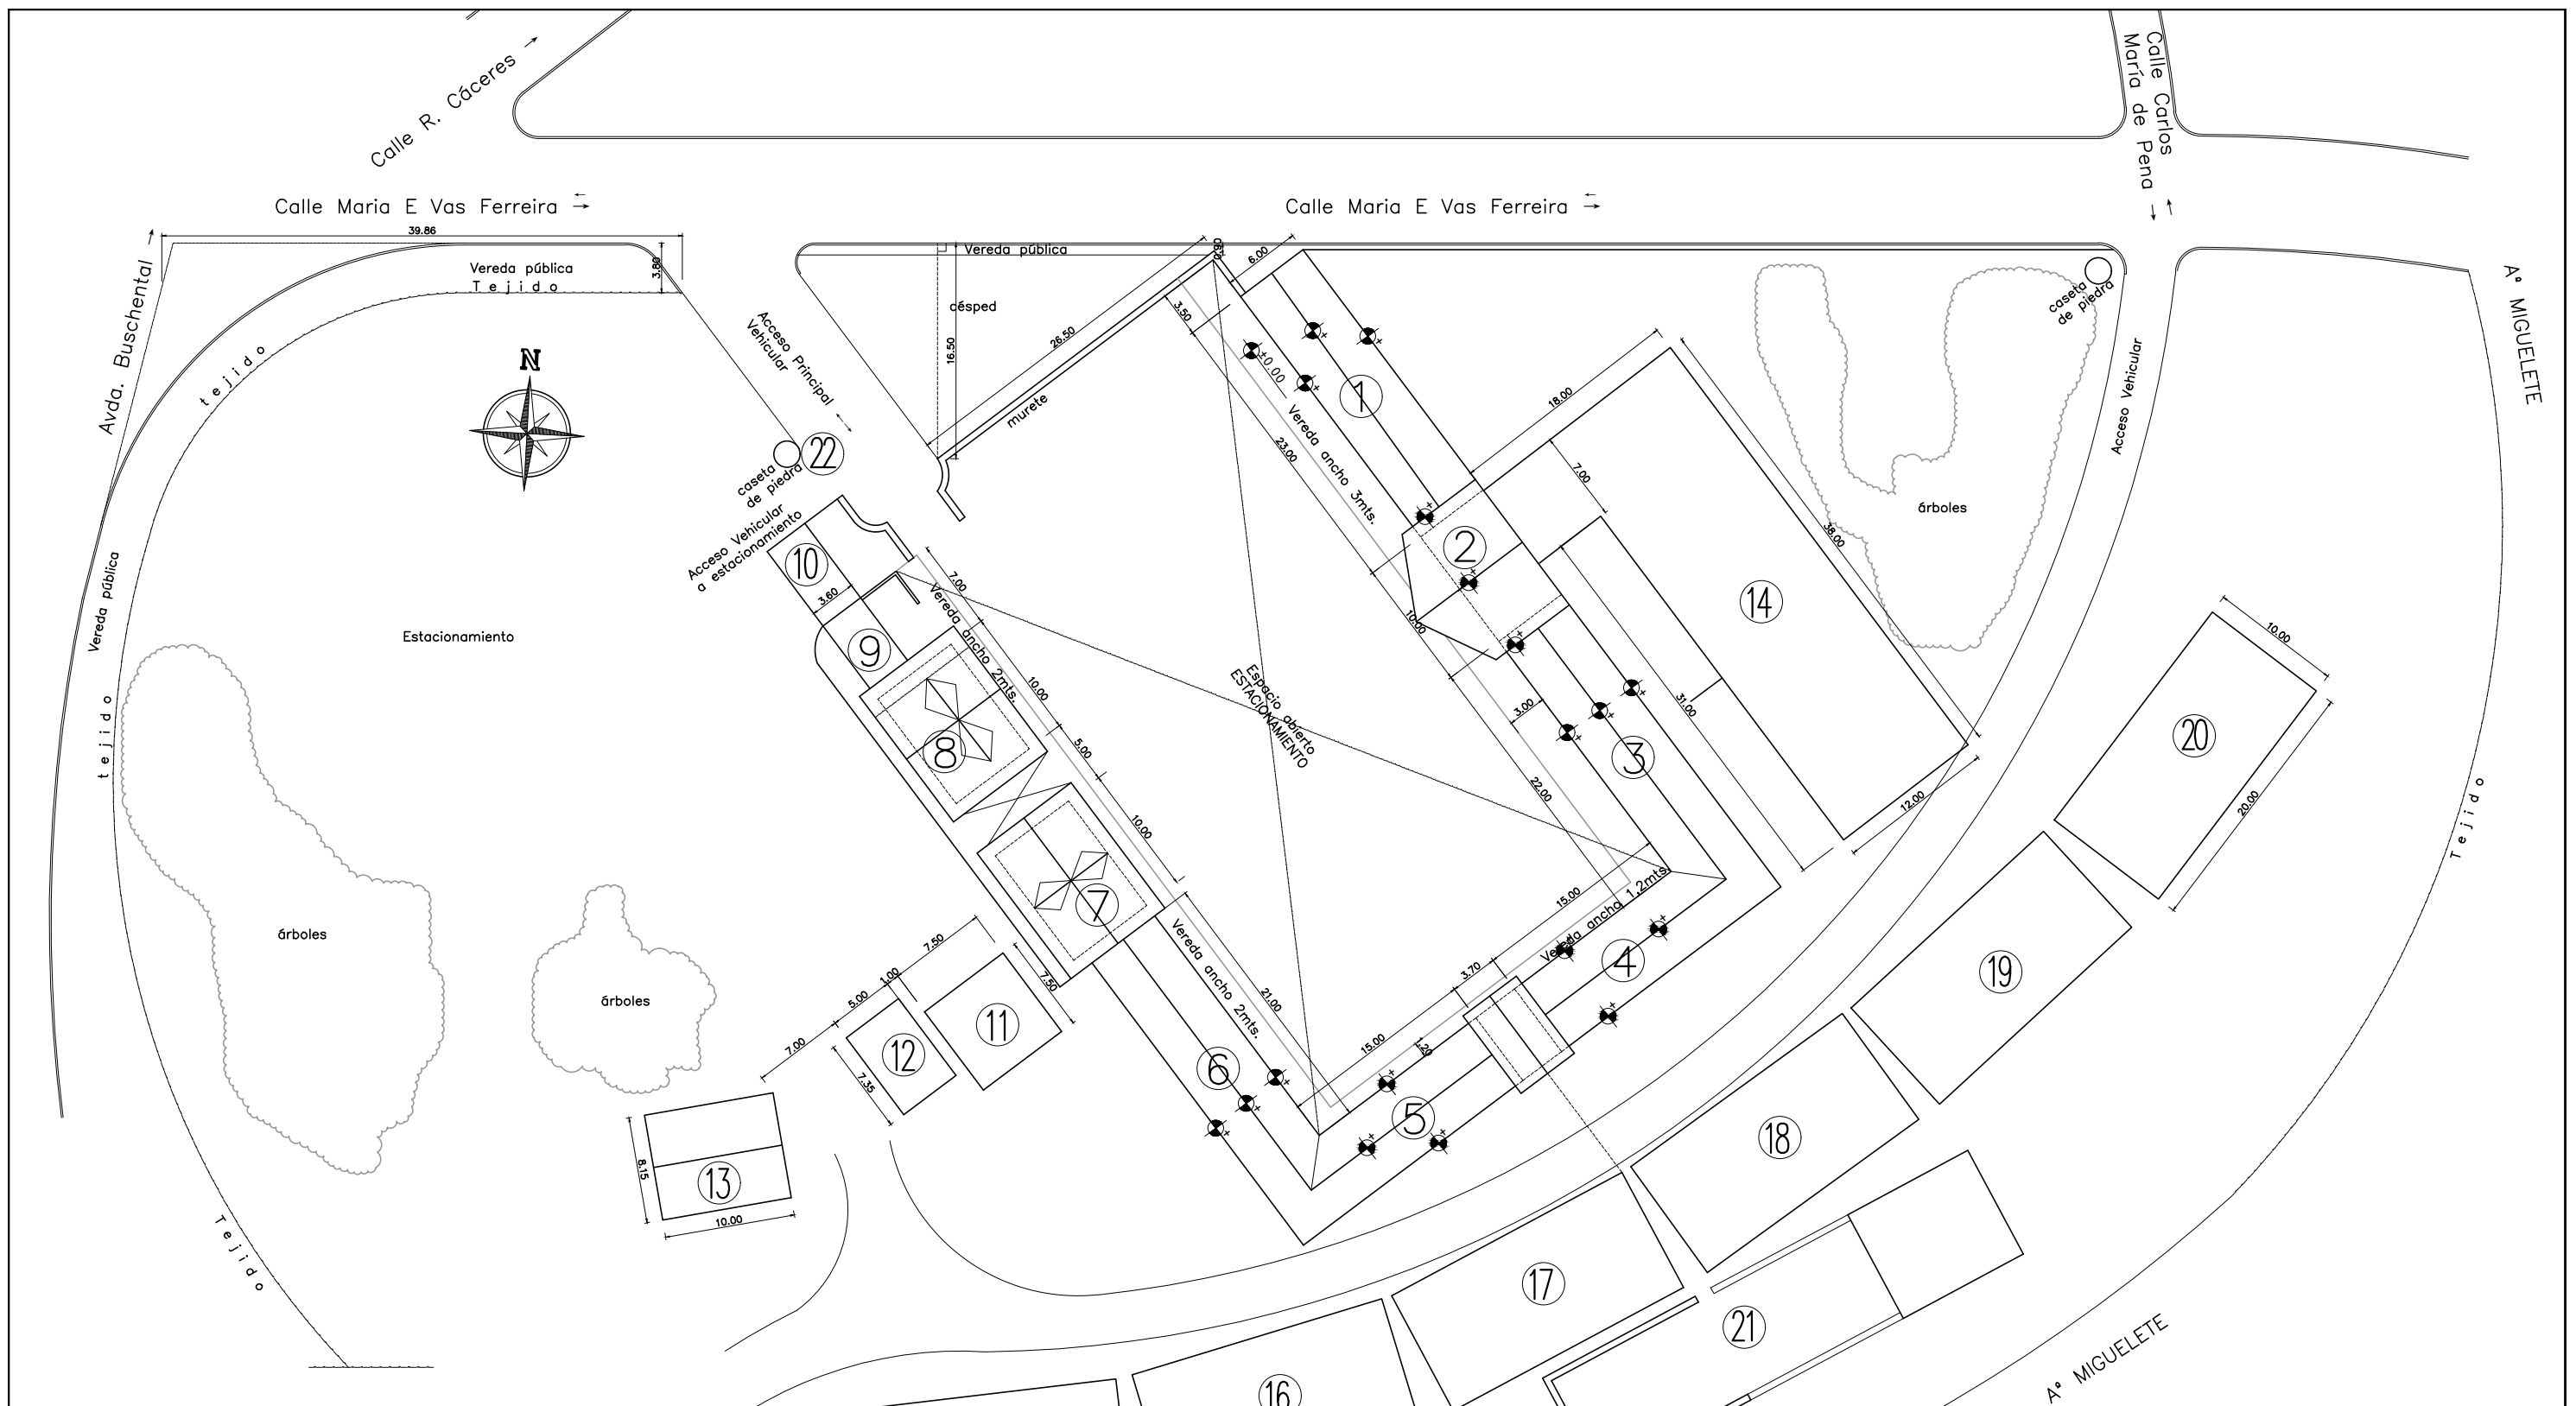 Calle R. Cáceres
Calle Carlos
María de Pena
Calle Maria E Vas Ferreira
Calle Maria E Vas Ferreira
39.86
Avda. Buschental
Vereda pública
Tejido
3.80
Vereda pública
0.60
6.00
césped
16.50
26.50
murete
3.50
Acceso Principal
Vehicular
N
tejido
caseta
de piedra
22
Acceso Vehicular
a estacionamiento
±0.00
1
Vereda ancho 3mts.
23.00
18.00
7.00
38.00
caseta
de piedra
Acceso Vehicular
Aº MIGUELETE
árboles
2
10.00
14
10
3.60
9
7.00
Vereda ancho 2mts.
8
10.00
5.00
Vereda pública
Estacionamiento
tejido
Espacio abierto
ESTACIONAMIENTO
3.00
31.00
3
22.00
12.00
10.00
20
20.00
Tejido
10.00
7
Vereda ancho 2mts.
21.00
15.00
Vereda ancho 1,2mts.
4
3.70
15.00
1.20
5
6
19
18
árboles
árboles
7.50
1.00
5.00
7.00
7.50
11
12
7.35
8.15
13
10.00
Tejido
17
21
16
Aº MIGUELETE